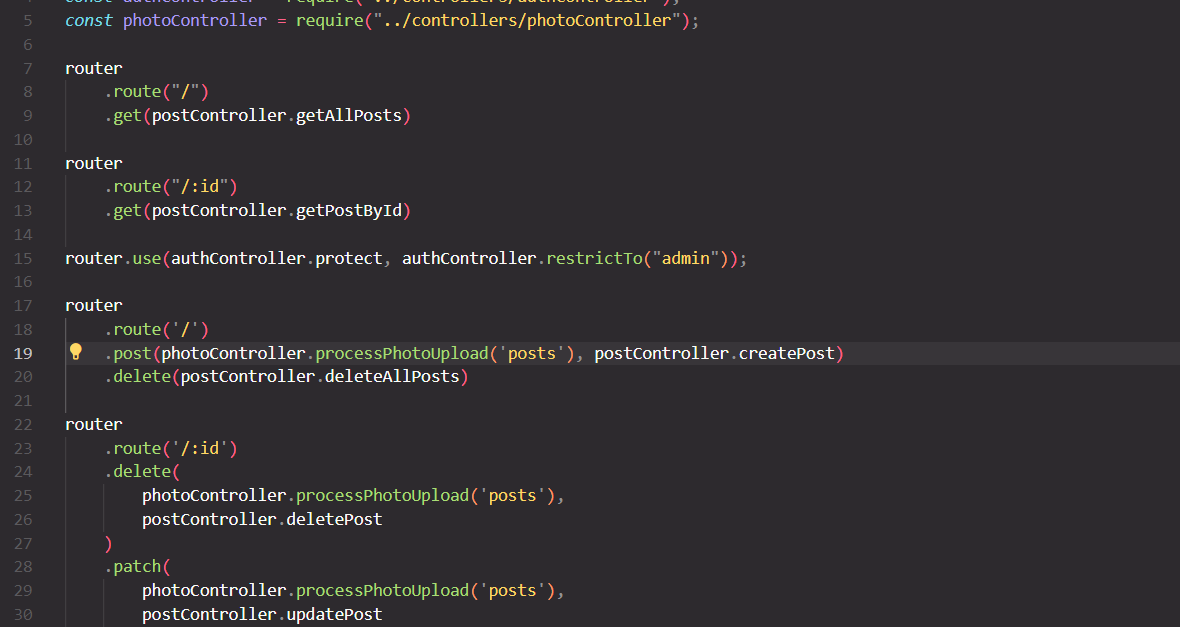 5 const photoController = require("../controllers/photoController");
6
7 router
8 .route("/")
9 .get(postController.getAllPosts)
10
11 router
12 .route("/:id")
13 .get(postController.getPostById)
14
15 router.use(authController.protect, authController.restrictTo("admin"));
16
17 router
18 .route('/')
19 .post(photoController.processPhotoUpload('posts'), postController.createPost)
20 .delete(postController.deleteAllPosts)
21
22 router
23 .route('/:id')
24 .delete(
25 photoController.processPhotoUpload('posts'),
26 postController.deletePost
27 )
28 .patch(
29 photoController.processPhotoUpload('posts'),
30 postController.updatePost